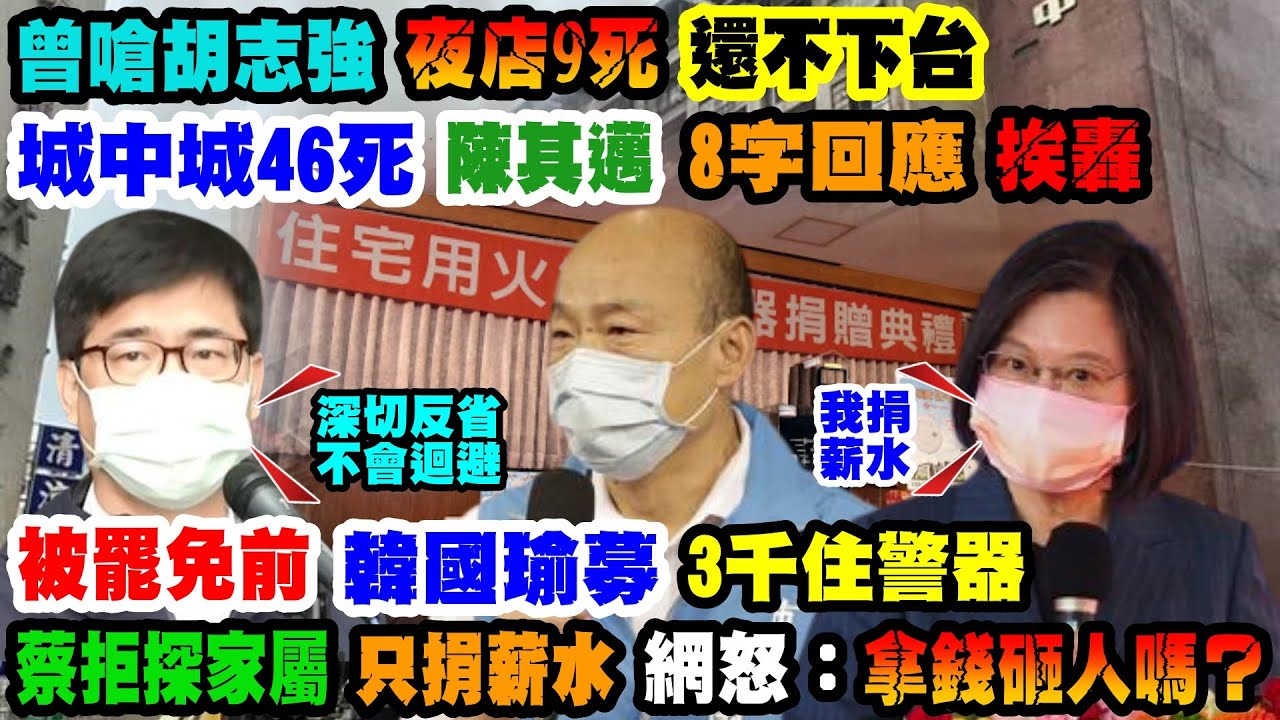 曾嗆胡志強 夜店9死 還不下台
城中城46死 陳其邁 8字回應 挨轟
住宅用火
器捐贈典禮
深切反省
不會迴避
我捐
薪水
清
被罷免前 韓國瑜募 3千住警器
蔡拒探家屬 只捐薪水 網怒：拿錢砸人嗎？